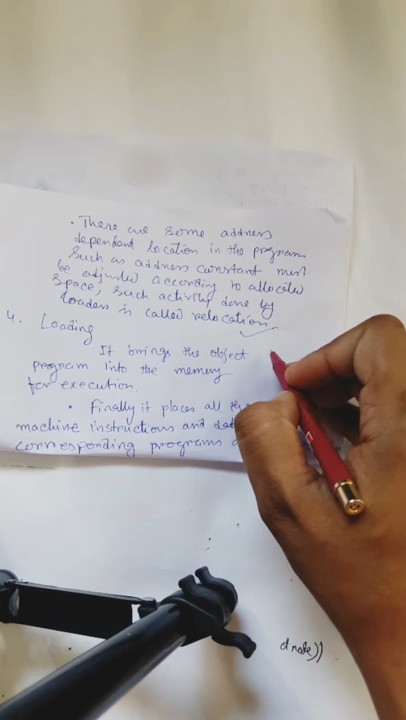 • There are some address
dependent location in the program
such as address constant must
be adjusted according to allocated
space, such activity done by
loader is called relocation.
4. Loading
It brings the object
program into the memory
for execution.
• Finally it places all the
machine instructions and
corresponding programs